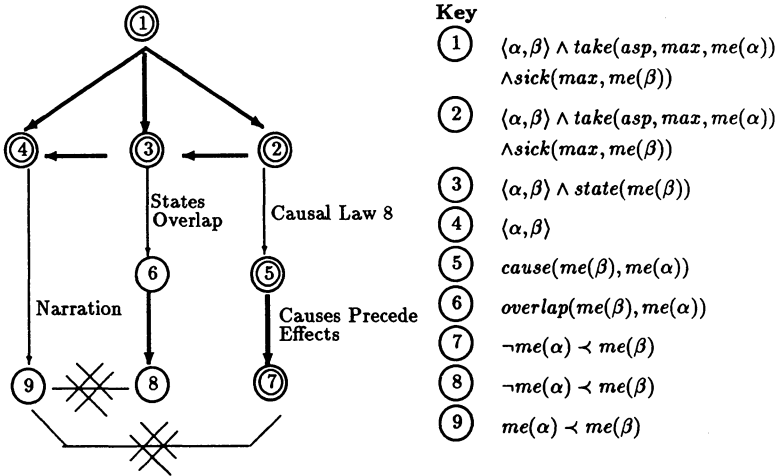 1
4
3
2
States
Overlap
Causal Law 8
6
5
Narration
Causes Precede
Effects
9
8
7
Key
1 ⟨α,β⟩ ∧ take(asp, max, me(α))
∧sick(max, me(β))
2 ⟨α,β⟩ ∧ take(asp, max, me(α))
∧sick(max, me(β))
3 ⟨α,β⟩ ∧ state(me(β))
4 ⟨α,β⟩
5 cause(me(β), me(α))
6 overlap(me(β), me(α))
7 ¬me(α) ≺ me(β)
8 ¬me(α) ≺ me(β)
9 me(α) ≺ me(β)